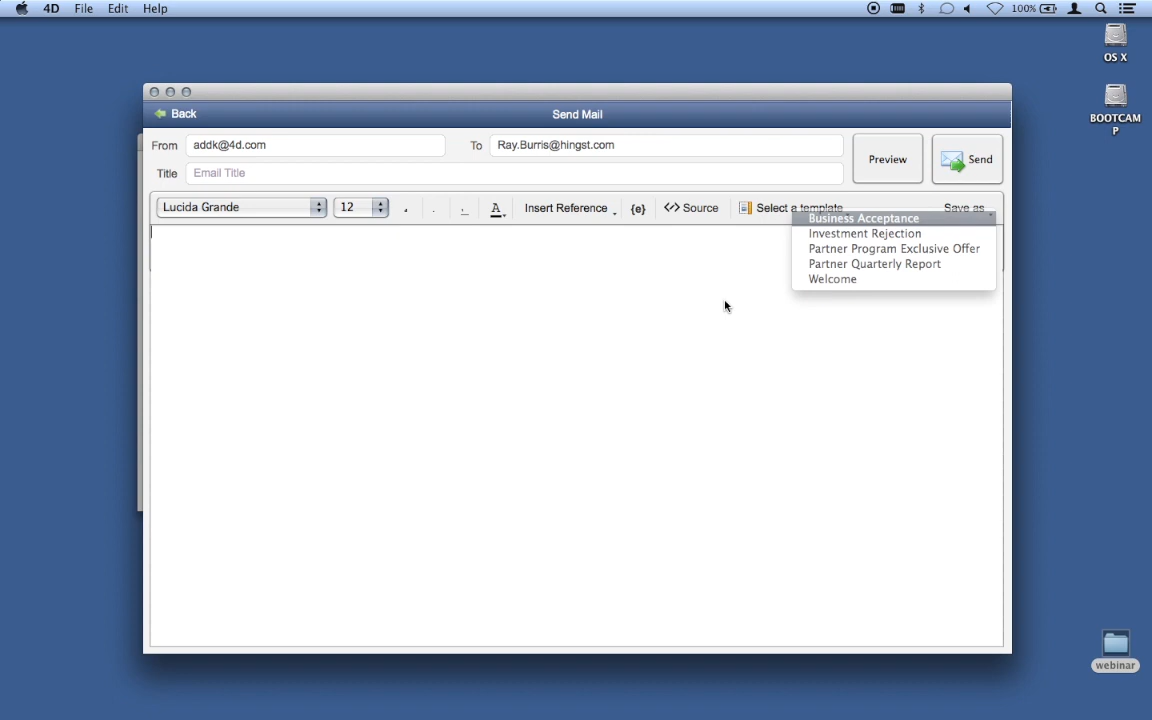 4D File Edit Help 100%
OS X
BOOTCAM
P
Back Send Mail
From addk@4d.com To Ray.Burris@hingst.com Preview Send
Title Email Title
Lucida Grande 12 A Insert Reference {e} <> Source Select a template Save as
Business Acceptance
Investment Rejection
Partner Program Exclusive Offer
Partner Quarterly Report
Welcome
webinar